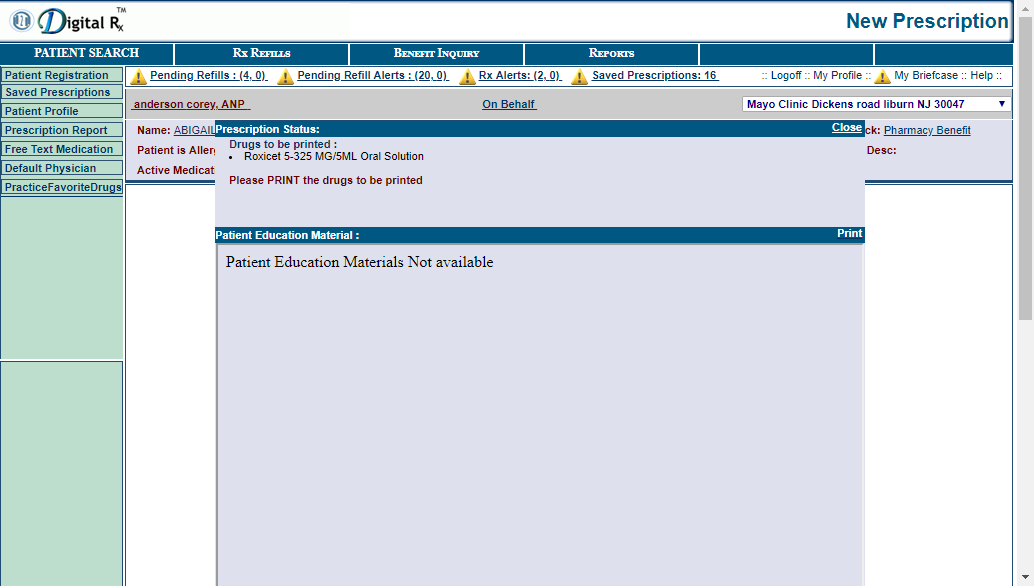 Digital Rx TM
New Prescription
PATIENT SEARCH
RX REFILLS
BENEFIT INQUIRY
REPORTS
Patient Registration
Saved Prescriptions
Patient Profile
Prescription Report
Free Text Medication
Default Physician
PracticeFavoriteDrugs
Pending Refills : (4, 0) Pending Refill Alerts : (20, 0) Rx Alerts: (2, 0) Saved Prescriptions: 16 :: Logoff :: My Profile :: My Briefcase :: Help ::
anderson corey, ANP On Behalf Mayo Clinic Dickens road liburn NJ 30047
Name: ABIGAIL
ck: Pharmacy Benefit
Patient is Aller
Desc:
Active Medicat
Prescription Status: Close
Drugs to be printed :
• Roxicet 5-325 MG/5ML Oral Solution
Please PRINT the drugs to be printed
Patient Education Material : Print
Patient Education Materials Not available